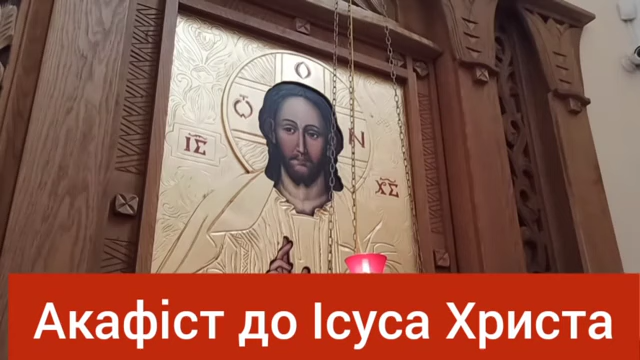 Ѡ О Н
ІС ХС
Акафіст до Ісуса Христа